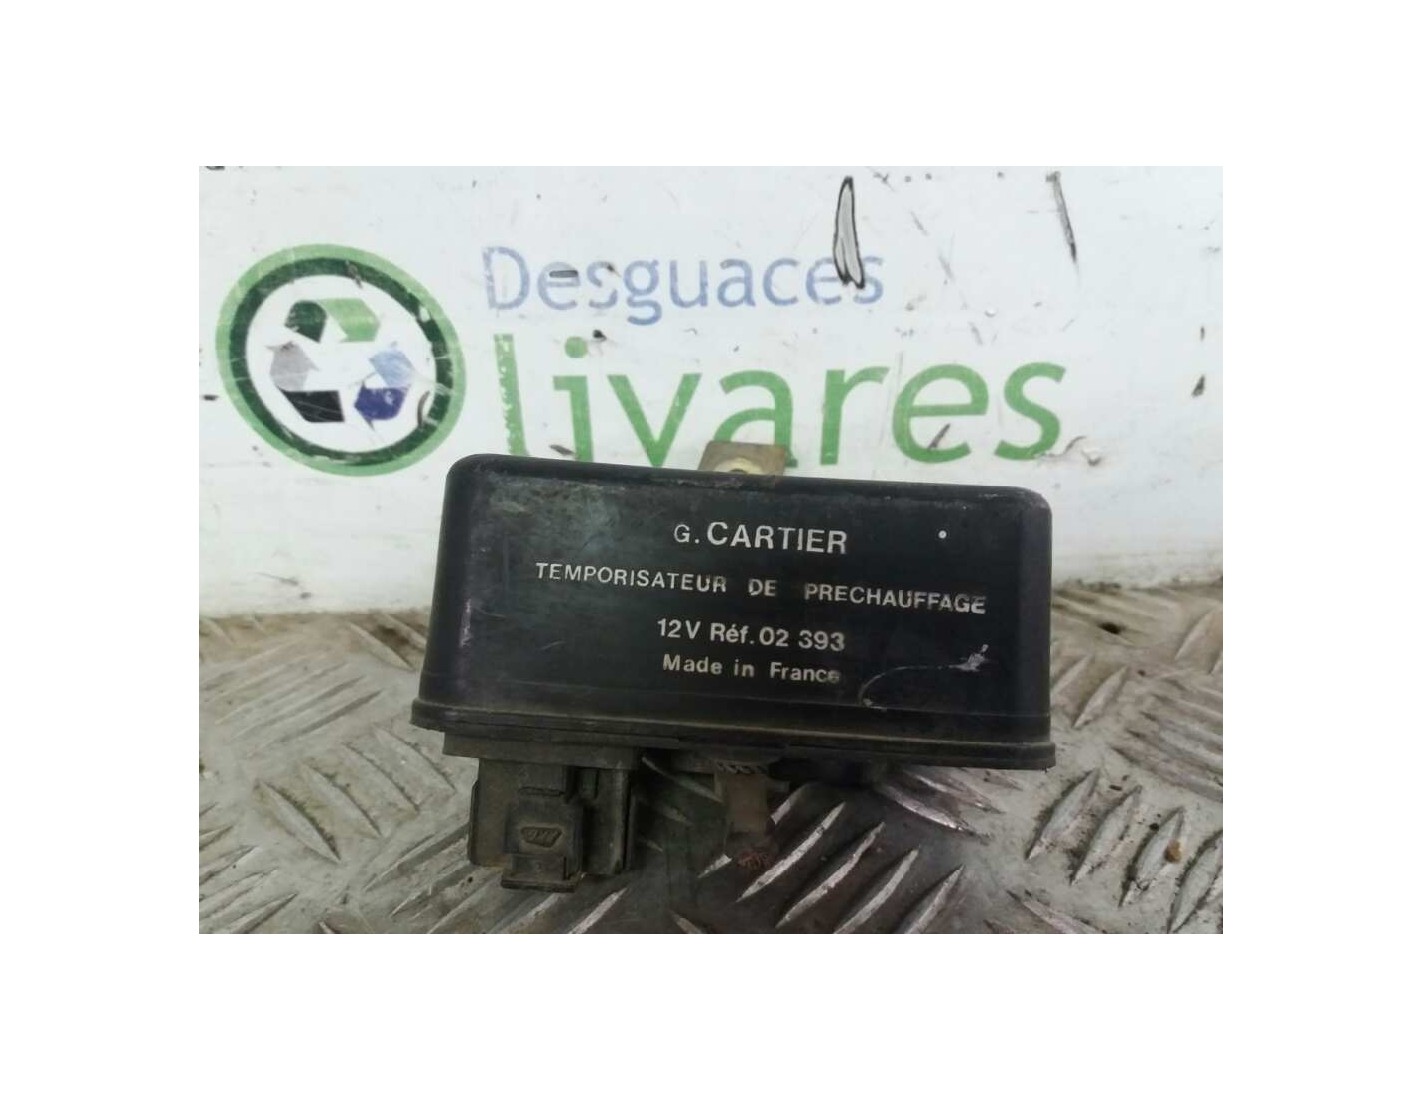 Desguaces
livares
G. CARTIER
TEMPORISATEUR DE PRECHAUFFAGE
12V Réf. 02 393
Made in France